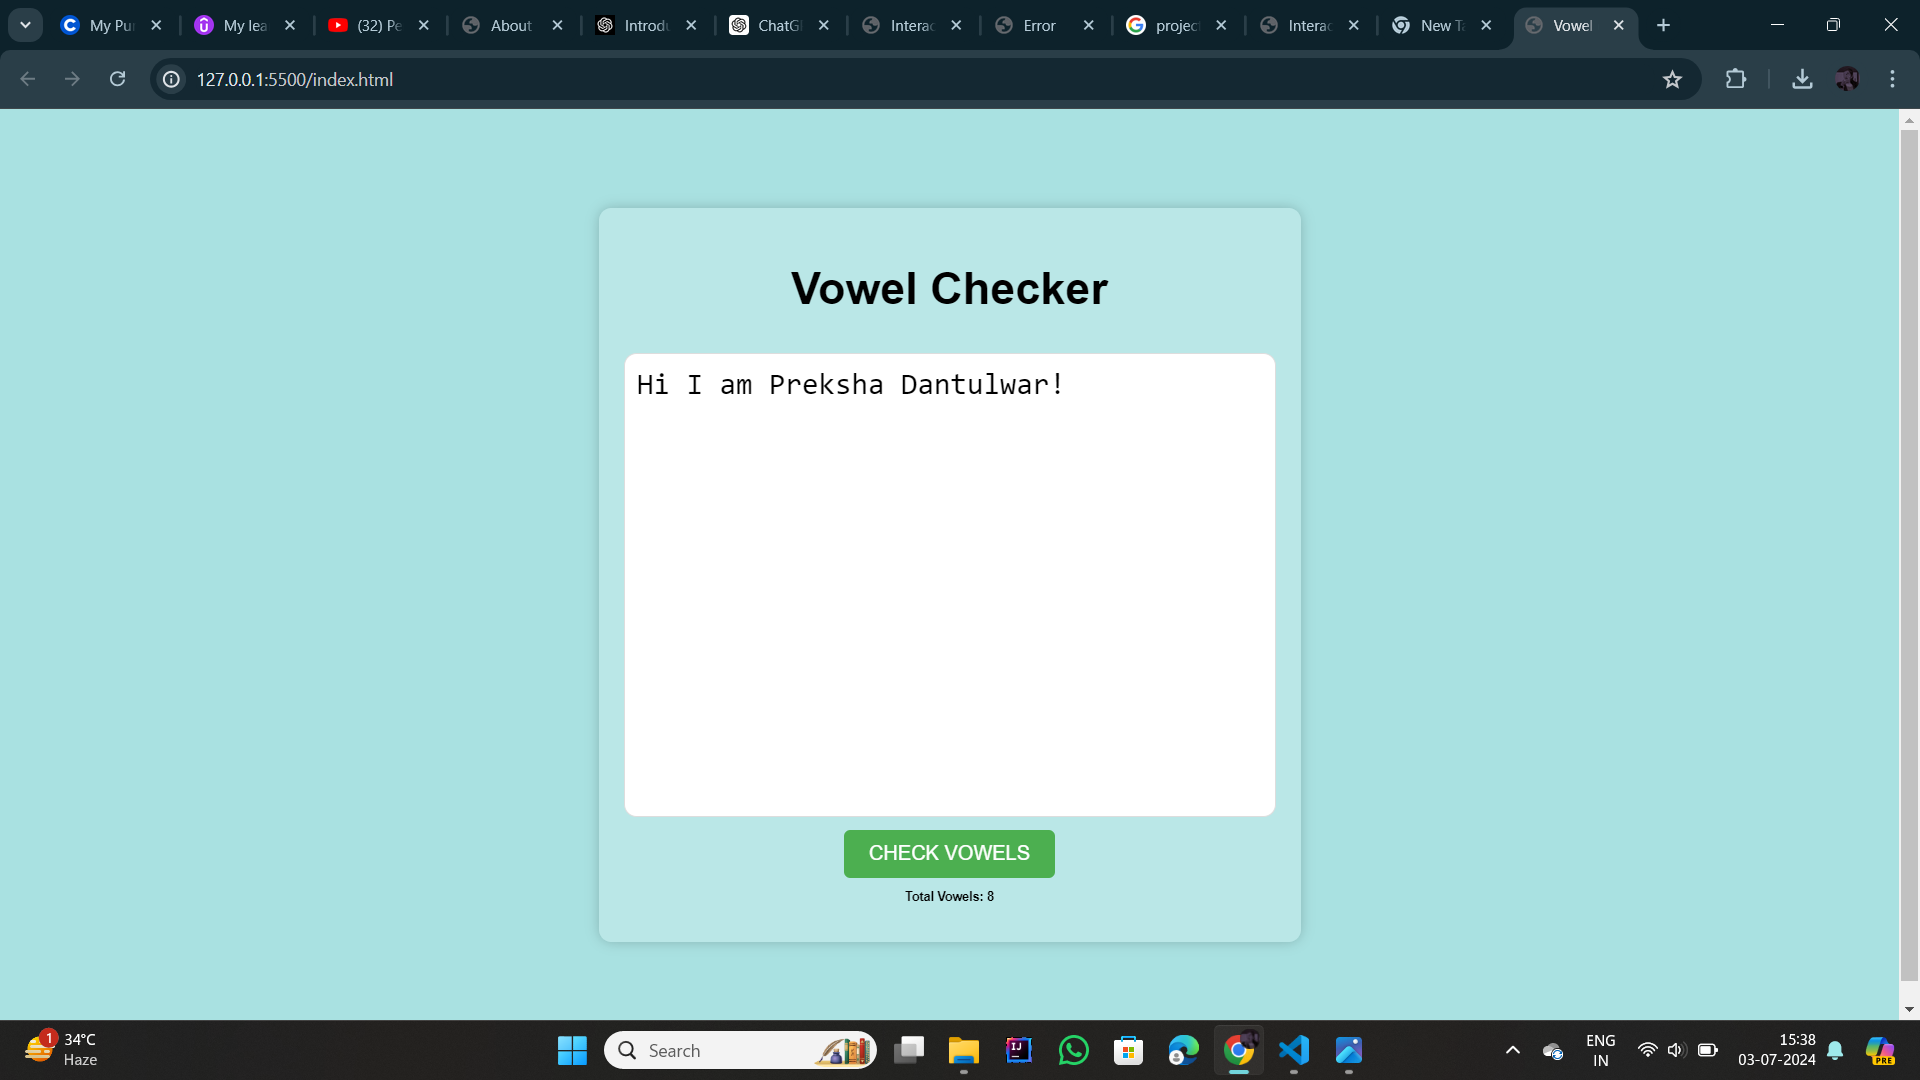 My Pu
My lea
(32) Pe
About
Introdu
ChatG
Interac
Error
project
Interac
New Ta
Vowel
127.0.0.1:5500/index.html
Vowel Checker
Hi I am Preksha Dantulwar!
CHECK VOWELS
Total Vowels: 8
1
34°C
Haze
Search
ENG
IN
15:38
03-07-2024
PRE